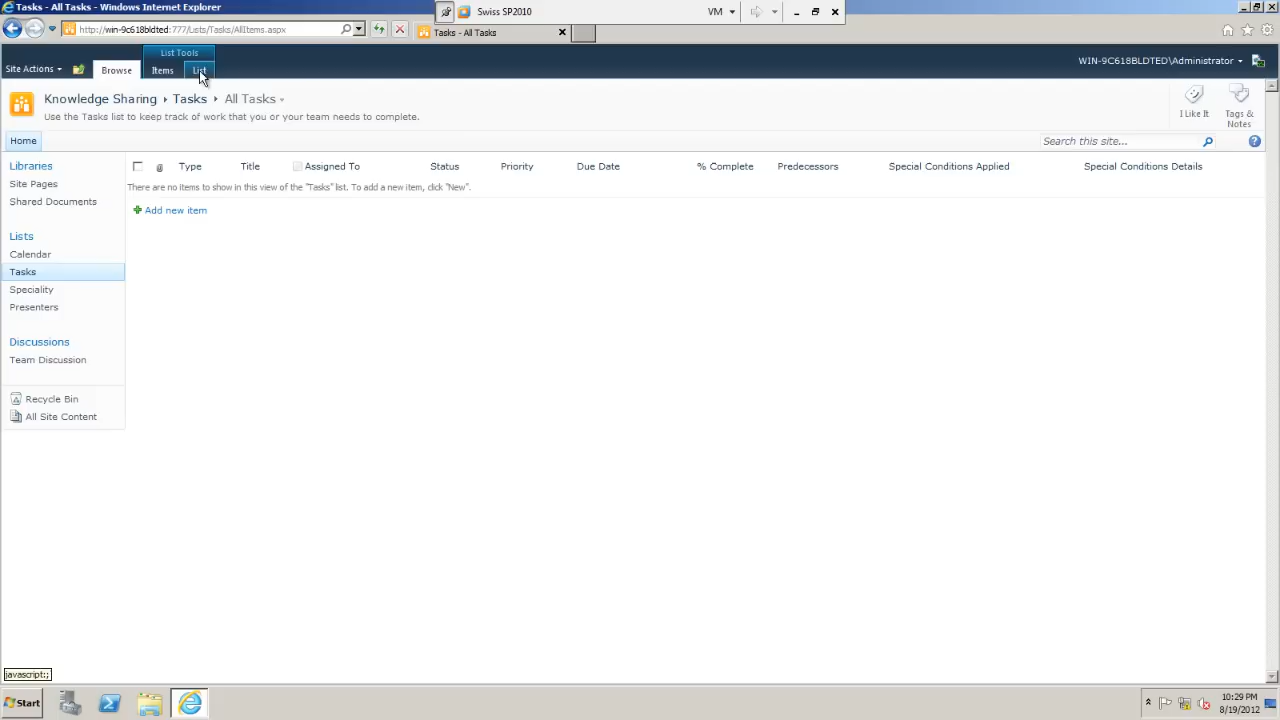 Tasks - All Tasks - Windows Internet Explorer
Swiss SP2010
VM
http://win-9c618bldted:777/Lists/Tasks/AllItems.aspx
Tasks - All Tasks
List Tools
Site Actions
Browse
Items
List
WIN-9C618BLDTED\Administrator
Knowledge Sharing
Tasks
All Tasks
Use the Tasks list to keep track of work that you or your team needs to complete.
I Like It
Tags &
Notes
Home
Search this site...
Libraries
Site Pages
Shared Documents
Lists
Calendar
Tasks
Speciality
Presenters
Discussions
Team Discussion
Recycle Bin
All Site Content
Type Title Assigned To Status Priority Due Date % Complete Predecessors Special Conditions Applied Special Conditions Details
There are no items to show in this view of the "Tasks" list. To add a new item, click "New".
Add new item
javascript:;
Start
10:29 PM
8/19/2012